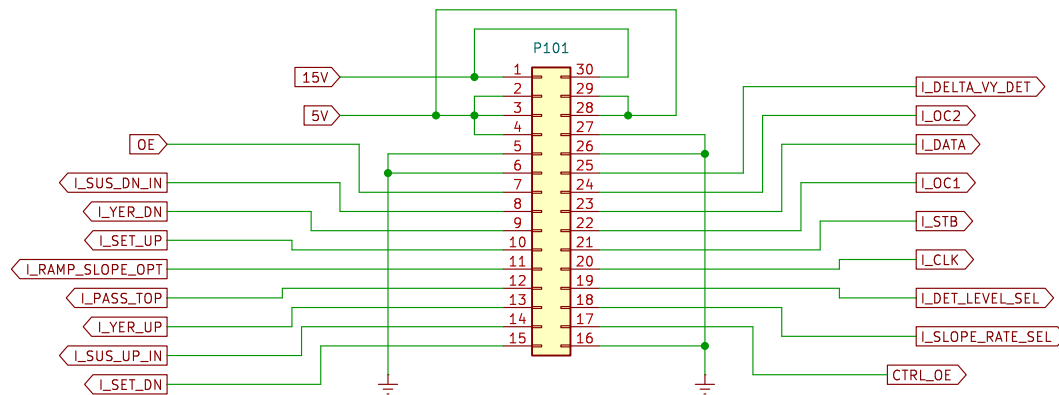 P101
15V
5V
OE
I_SUS_DN_IN
I_YER_DN
I_SET_UP
I_RAMP_SLOPE_OPT
I_PASS_TOP
I_YER_UP
I_SUS_UP_IN
I_SET_DN
1
2
3
4
5
6
7
8
9
10
11
12
13
14
15
30
29
28
27
26
25
24
23
22
21
20
19
18
17
16
I_DELTA_VY_DET
I_OC2
I_DATA
I_OC1
I_STB
I_CLK
I_DET_LEVEL_SEL
I_SLOPE_RATE_SEL
CTRL_OE